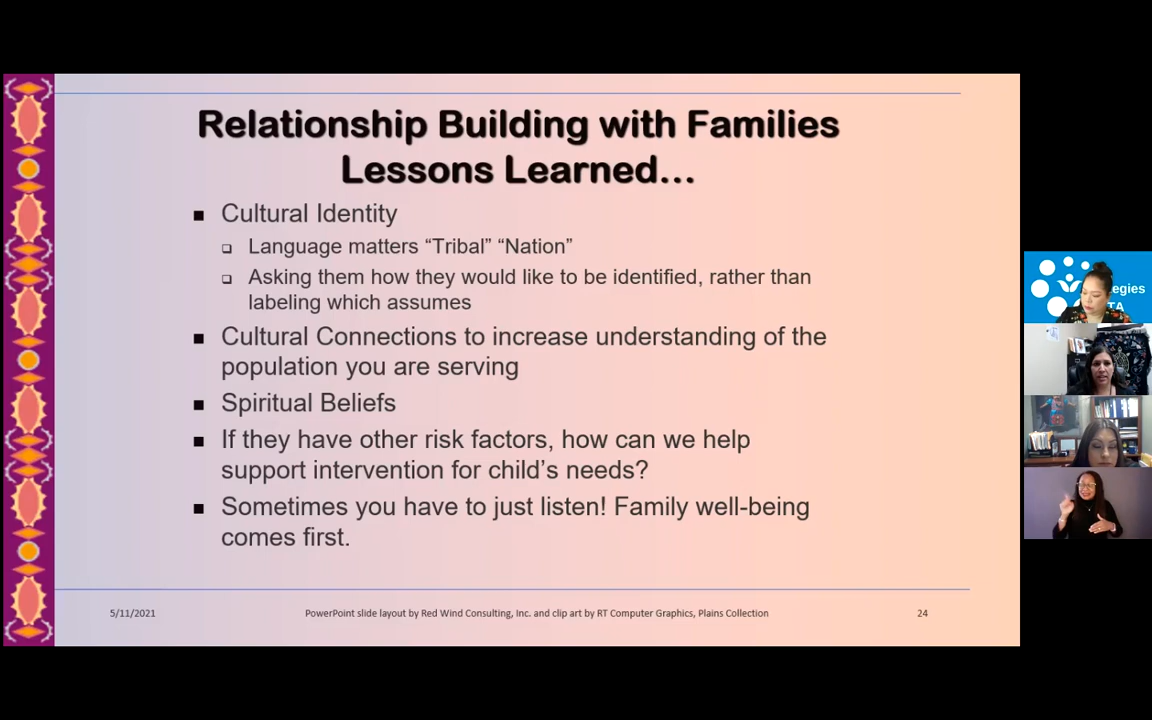 Relationship Building with Families
Lessons Learned…
Cultural Identity
Language matters “Tribal” “Nation”
Asking them how they would like to be identified, rather than
labeling which assumes
Cultural Connections to increase understanding of the
population you are serving
Spiritual Beliefs
If they have other risk factors, how can we help
support intervention for child’s needs?
Sometimes you have to just listen! Family well-being
comes first.
5/11/2021
PowerPoint slide layout by Red Wind Consulting, Inc. and clip art by RT Computer Graphics, Plains Collection
24
egies
TA